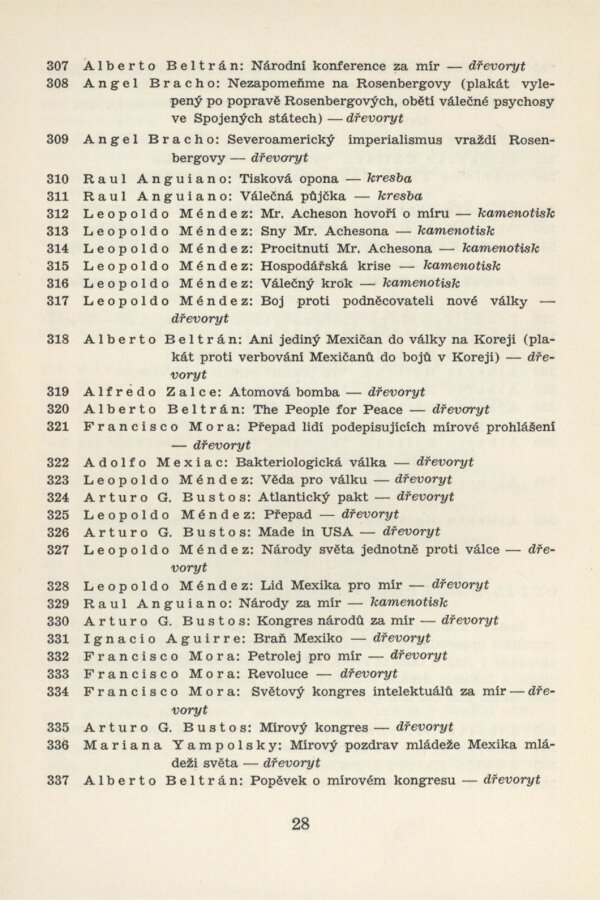 307 Alberto Beltrán: Národní konference za mír — dřevoryt
308 Angel Bracho: Nezapomeňme na Rosenbergovy (plakát vyle-
pený po popravě Rosenbergových, obětí válečné psychosy
ve Spojených státech) — dřevoryt
309 Angel Bracho: Severoamerický imperialismus vraždí Rosen-
bergovy — dřevoryt
310 Raul Anguiano: Tisková opona — kresba
311 Raul Anguiano: Válečná půjčka — kresba
312 Leopoldo Méndez: Mr. Acheson hovoří o míru — kamenotisk
313 Leopoldo Méndez: Sny Mr. Achesona — kamenotisk
314 Leopoldo Méndez: Procitnutí Mr. Achesona — kamenotisk
315 Leopoldo Méndez: Hospodářská krise — kamenotisk
316 Leopoldo Méndez: Válečný krok — kamenotisk
317 Leopoldo Méndez: Boj proti podněcovateli nové války —
dřevoryt
318 Alberto Beltrán: Ani jediný Mexičan do války na Koreji (pla-
kát proti verbování Mexičanů do bojů v Koreji) — dře-
voryt
319 Alfredo Zalce: Atomová bomba — dřevoryt
320 Alberto Beltrán: The People for Peace — dřevoryt
321 Francisco Mora: Přepad lidí podepisujících mírové prohlášení
— dřevoryt
322 Adolfo Mexiac: Bakteriologická válka — dřevoryt
323 Leopoldo Méndez: Věda pro válku — dřevoryt
324 Arturo G. Bustos: Atlantický pakt — dřevoryt
325 Leopoldo Méndez: Přepad — dřevoryt
326 Arturo G. Bustos: Made in USA — dřevoryt
327 Leopoldo Méndez: Národy světa jednotně proti válce — dře-
voryt
328 Leopoldo Méndez: Lid Mexika pro mír — dřevoryt
329 Raul Anguiano: Národy za mír — kamenotisk
330 Arturo G. Bustos: Kongres národů za mír — dřevoryt
331 Ignacio Aguirre: Braň Mexiko — dřevoryt
332 Francisco Mora: Petrolej pro mír — dřevoryt
333 Francisco Mora: Revoluce — dřevoryt
334 Francisco Mora: Světový kongres intelektuálů za mír — dře-
voryt
335 Arturo G. Bustos: Mírový kongres — dřevoryt
336 Mariana Yampolsky: Mírový pozdrav mládeže Mexika mlá-
deži světa — dřevoryt
337 Alberto Beltrán: Popěvek o mírovém kongresu — dřevoryt
28